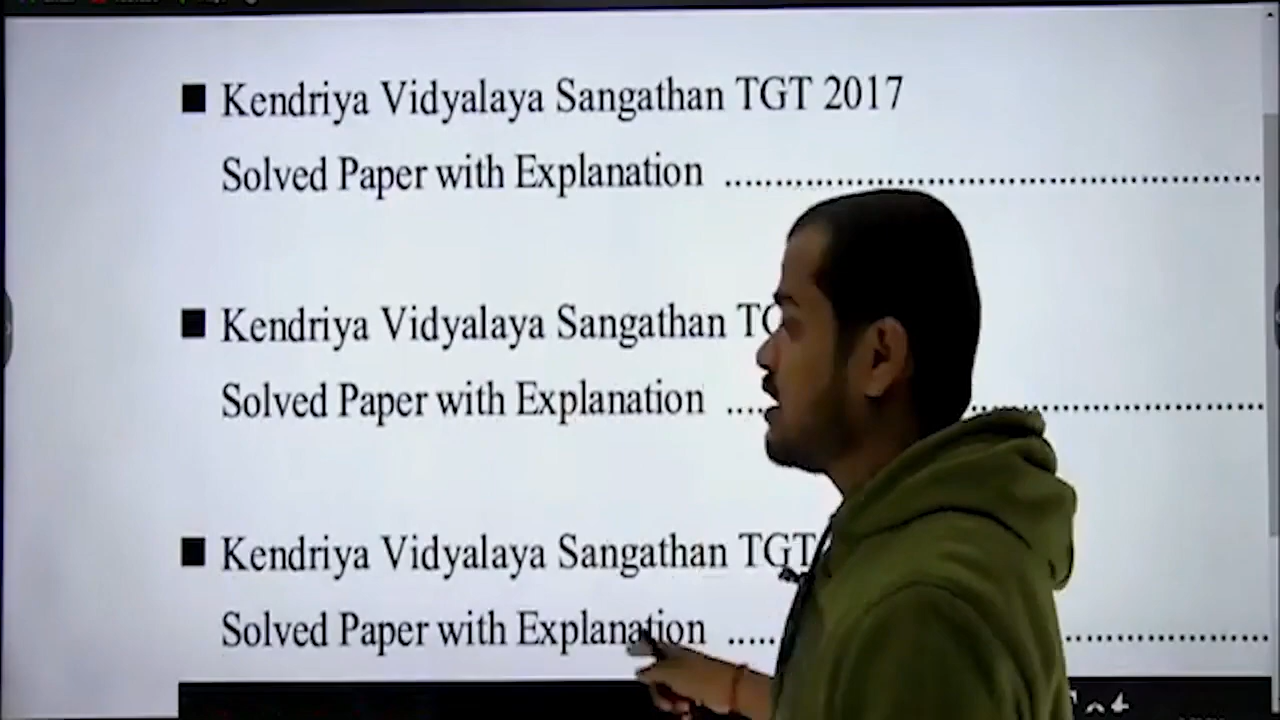 ■ Kendriya Vidyalaya Sangathan TGT 2017
Solved Paper with Explanation ......................................................
■ Kendriya Vidyalaya Sangathan
Solved Paper with Explanation ......................................................
■ Kendriya Vidyalaya Sangathan TGT
Solved Paper with Explanation ......................................................